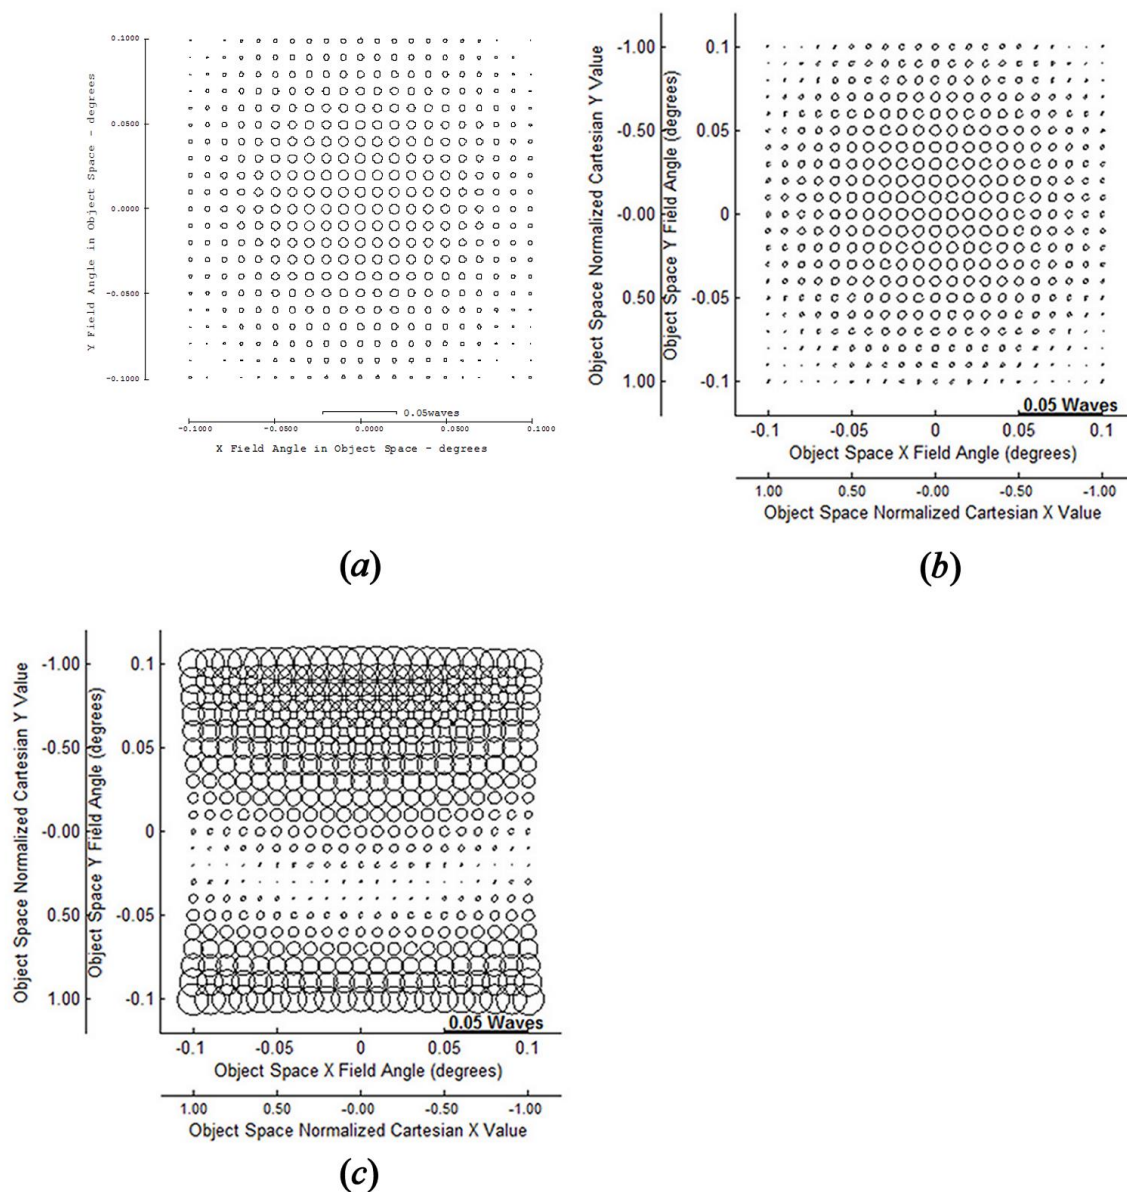 0.1000
0.0500
0.0000
-0.0500
-0.1000
Y Field Angle in Object Space - degrees
0.05waves
-0.1000 -0.0500 0.0000 0.0500 0.1000
X Field Angle in Object Space - degrees
(a)
Object Space Normalized Cartesian Y Value
-1.00
-0.50
-0.00
0.50
1.00
Object Space Y Field Angle (degrees)
0.1
0.05
0
-0.05
-0.1
0.05 Waves
-0.1 -0.05 0 0.05 0.1
Object Space X Field Angle (degrees)
1.00 0.50 -0.00 -0.50 -1.00
Object Space Normalized Cartesian X Value
(b)
Object Space Normalized Cartesian Y Value
-1.00
-0.50
-0.00
0.50
1.00
Object Space Y Field Angle (degrees)
0.1
0.05
0
-0.05
-0.1
0.05 Waves
-0.1 -0.05 0 0.05 0.1
Object Space X Field Angle (degrees)
1.00 0.50 -0.00 -0.50 -1.00
Object Space Normalized Cartesian X Value
(c)